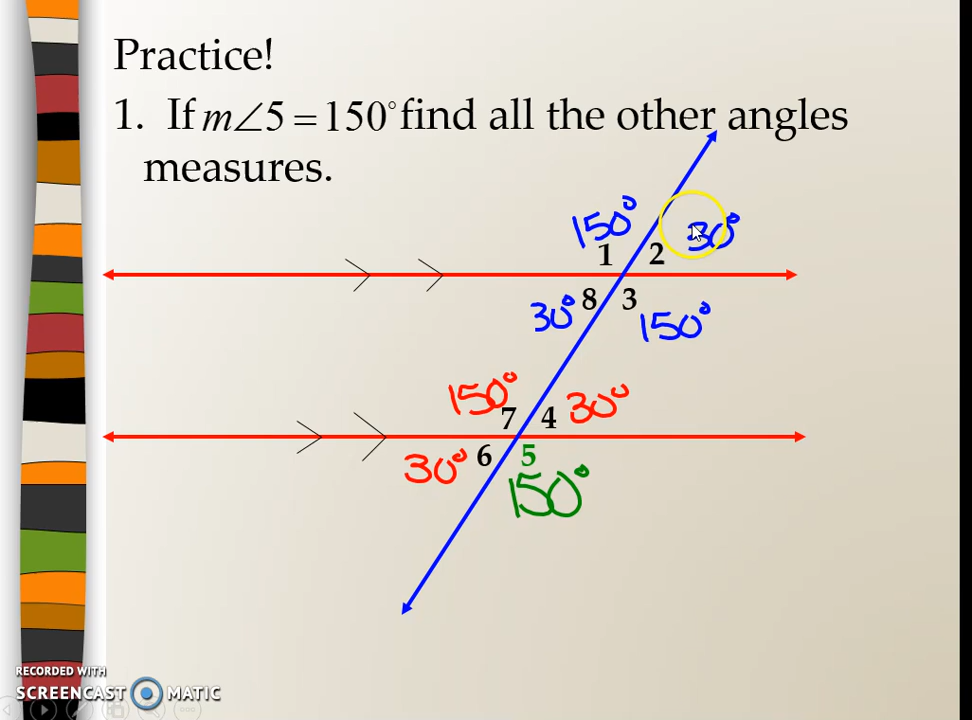 Practice!
1. If m∠5 = 150° find all the other angles
measures.
150° 30°
1 2
8 3
30° 150°
150° 30°
7 4
6 5
30° 150°
RECORDED WITH
SCREENCAST MATIC